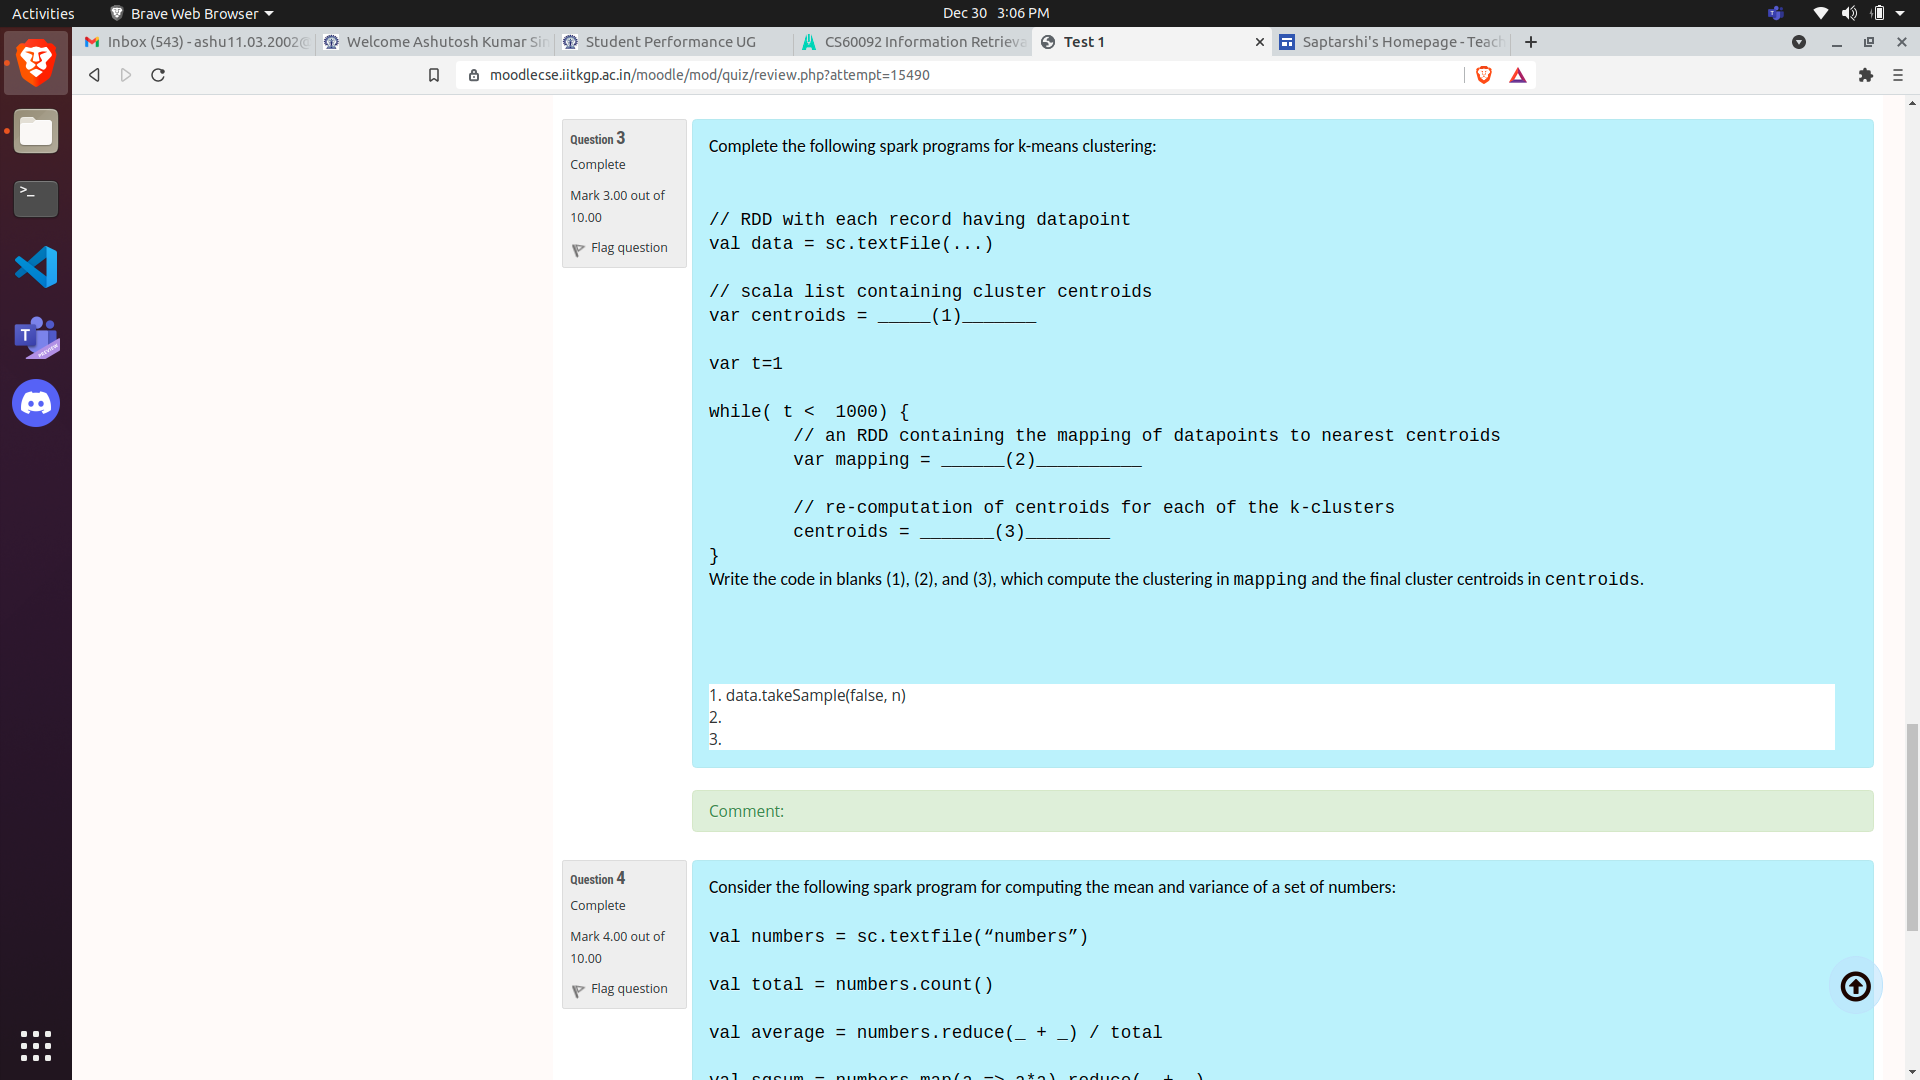 Activities
Brave Web Browser
Dec 30 3:06 PM
Inbox (543) - ashu11.03.2002@
Welcome Ashutosh Kumar Sin
Student Performance UG
CS60092 Information Retrieva
Test 1
Saptarshi's Homepage - Teach
moodlecse.iitkgp.ac.in/moodle/mod/quiz/review.php?attempt=15490
Question 3
Complete
Mark 3.00 out of
10.00
Flag question
Complete the following spark programs for k-means clustering:
// RDD with each record having datapoint
val data = sc.textFile(...)
// scala list containing cluster centroids
var centroids = _____(1)_______
var t=1
while( t <  1000) {
// an RDD containing the mapping of datapoints to nearest centroids
var mapping = ______(2)__________
// re-computation of centroids for each of the k-clusters
centroids = _______(3)________
}
Write the code in blanks (1), (2), and (3), which compute the clustering in mapping and the final cluster centroids in centroids.
1. data.takeSample(false, n)
2.
3.
Comment:
Question 4
Complete
Mark 4.00 out of
10.00
Flag question
Consider the following spark program for computing the mean and variance of a set of numbers:
val numbers = sc.textfile(“numbers”)
val total = numbers.count()
val average = numbers.reduce(_ + _) / total
val sqsum = numbers.map(a => a*a).reduce(_ + _)